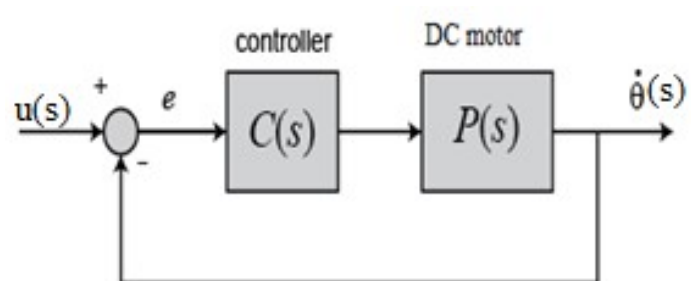 controller
DC motor
u(s)
+
e
C(s)
P(s)
θ̇(s)
-